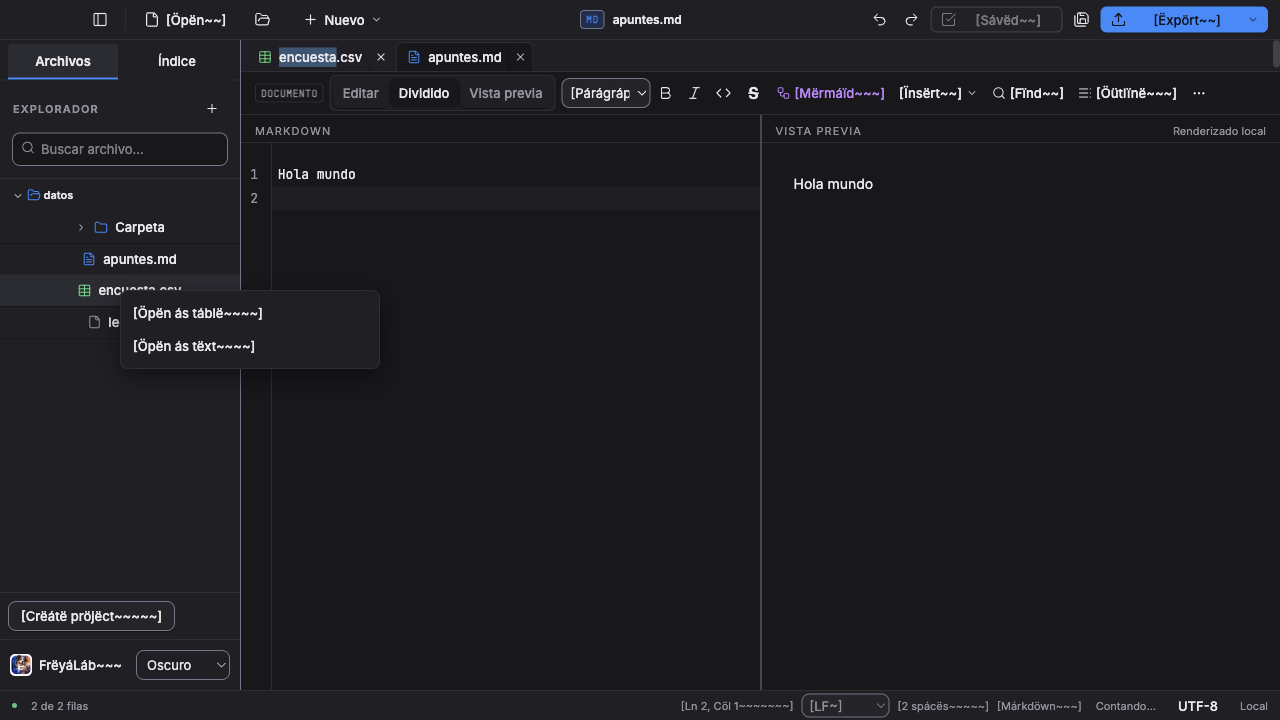 [Öpën~~]
Nuevo
MD apuntes.md
[Sávëd~~]
[Ëxpört~~]
Archivos
Índice
encuesta.csv
apuntes.md
DOCUMENTO
Editar
Dividido
Vista previa
[Párágráp
B I <> S
[Mërmáïd~~~]
[Ïnsërt~~]
[Fïnd~~]
[Öütlïnë~~~]
EXPLORADOR
Buscar archivo...
datos
Carpeta
apuntes.md
encuesta.csv
le
[Öpën ás táblë~~~~]
[Öpën ás tëxt~~~~]
MARKDOWN
1 Hola mundo
2
VISTA PREVIA
Renderizado local
Hola mundo
[Crëátë pröjëct~~~~~]
FrëyáLáb~~~
Oscuro
2 de 2 filas
[Ln 2, Cöl 1~~~~~~~]
[LF~]
[2 spácës~~~~~]
[Márkdöwn~~~]
Contando...
UTF-8
Local